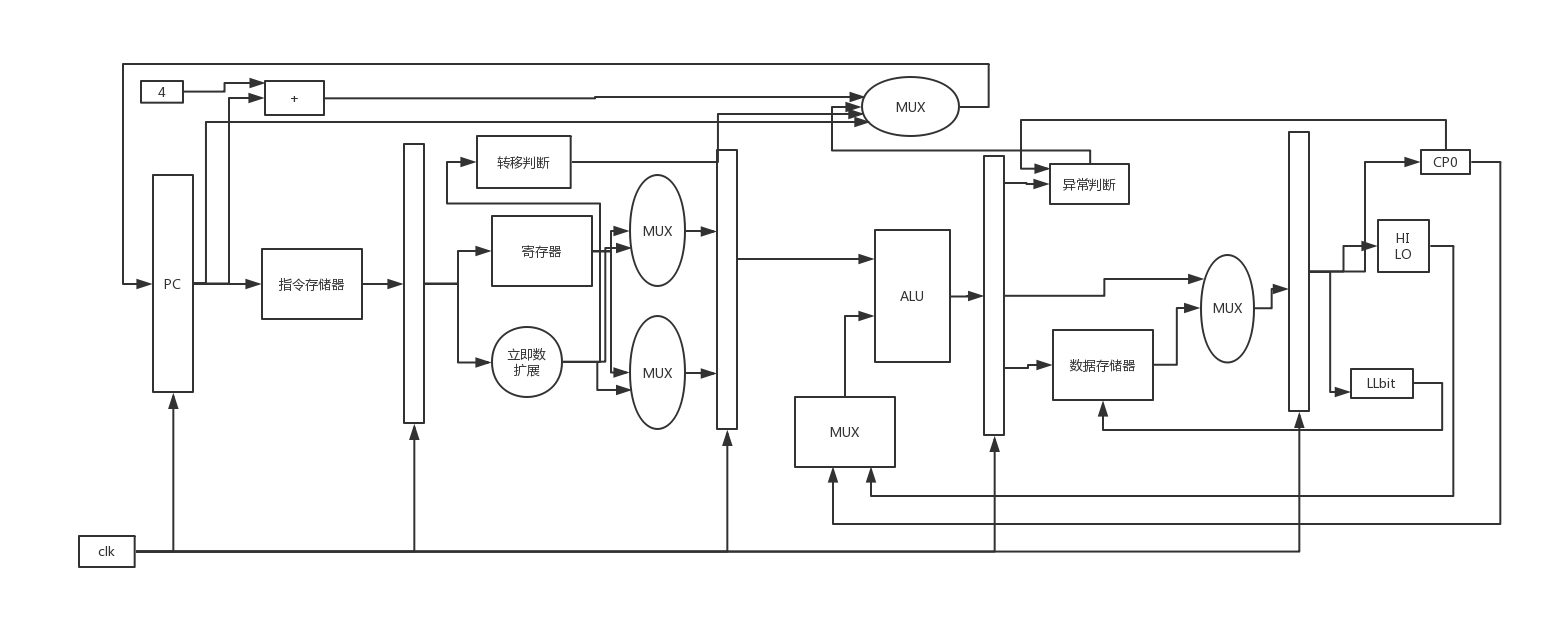 4
+
MUX
转移判断
CP0
PC
指令存储器
寄存器
MUX
异常判断
HI
LO
ALU
MUX
立即数
扩展
MUX
数据存储器
LLbit
MUX
clk